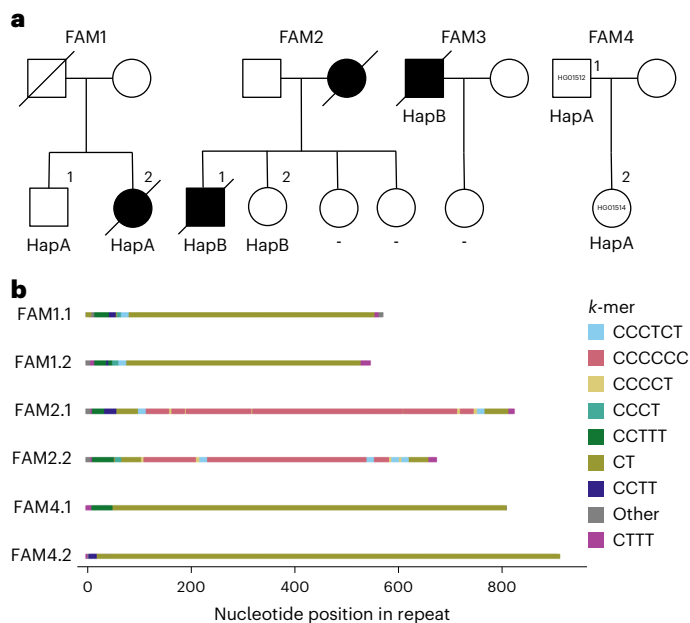 a
FAM1 FAM2 FAM3 FAM4
HG01512 1
HapB HapA
1 2 1 2 2
HG01514
HapA HapA HapB HapB - - - HapA
b
k-mer
FAM1.1
FAM1.2
FAM2.1
FAM2.2
FAM4.1
FAM4.2
CCCTCT
CCCCCC
CCCCT
CCCT
CCTTT
CT
CCTT
Other
CTTT
0 200 400 600 800
Nucleotide position in repeat